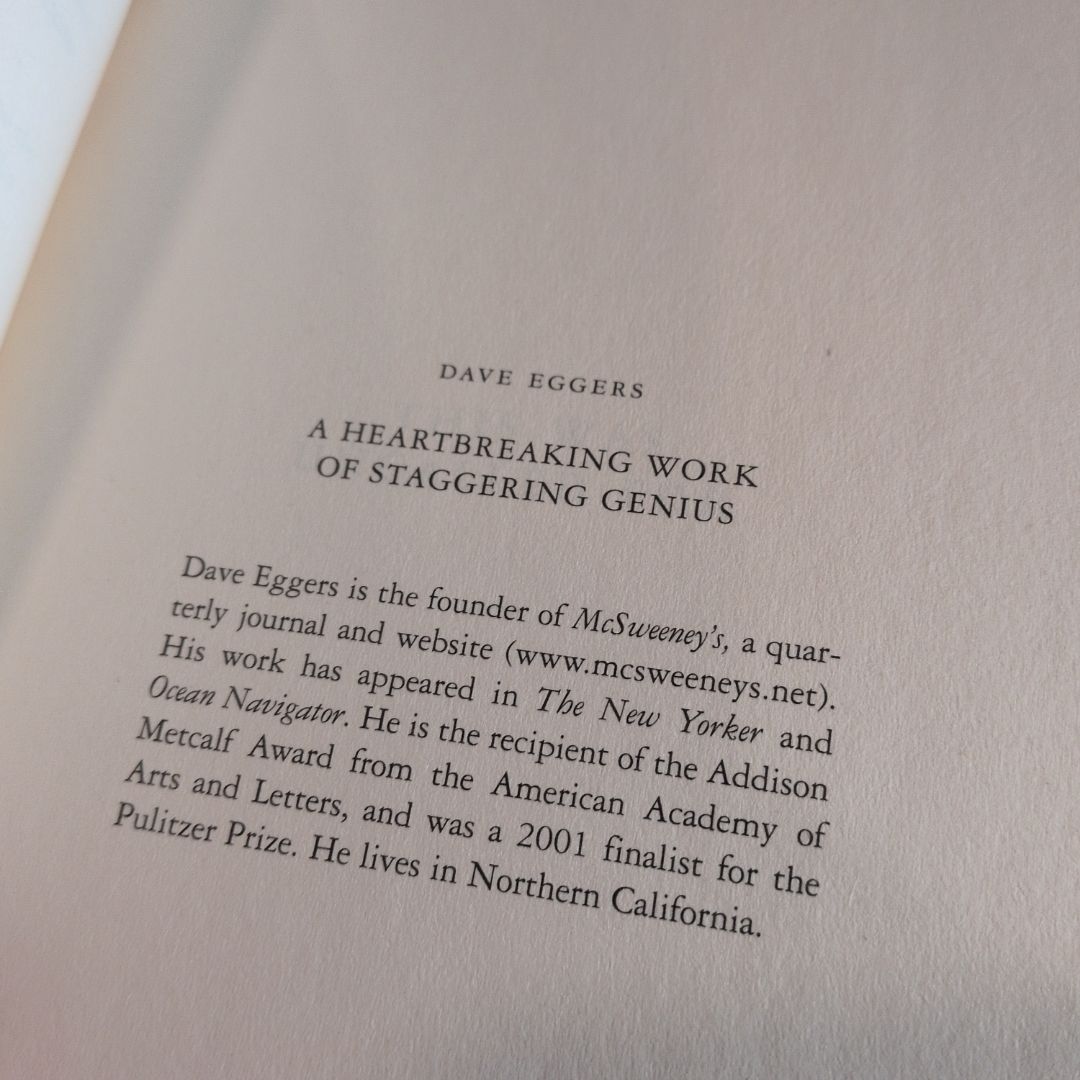 DAVE EGGERS
A HEARTBREAKING WORK
OF STAGGERING GENIUS
Dave Eggers is the founder of McSweeney's, a quar-
terly journal and website (www.mcsweeneys.net).
His work has appeared in The New Yorker and
Ocean Navigator. He is the recipient of the Addison
Metcalf Award from the American Academy of
Arts and Letters, and was a 2001 finalist for the
Pulitzer Prize. He lives in Northern California.